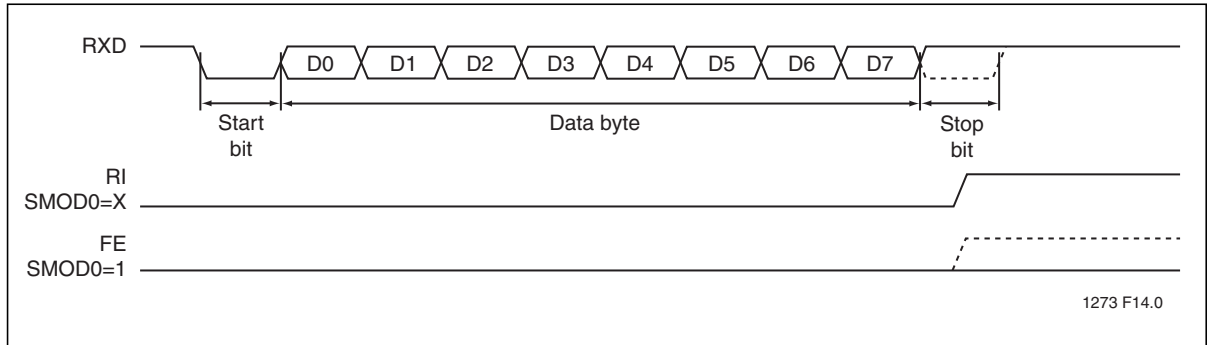 RXD
D0 D1 D2 D3 D4 D5 D6 D7
Start
bit
Data byte
Stop
bit
RI
SMOD0=X
FE
SMOD0=1
1273 F14.0